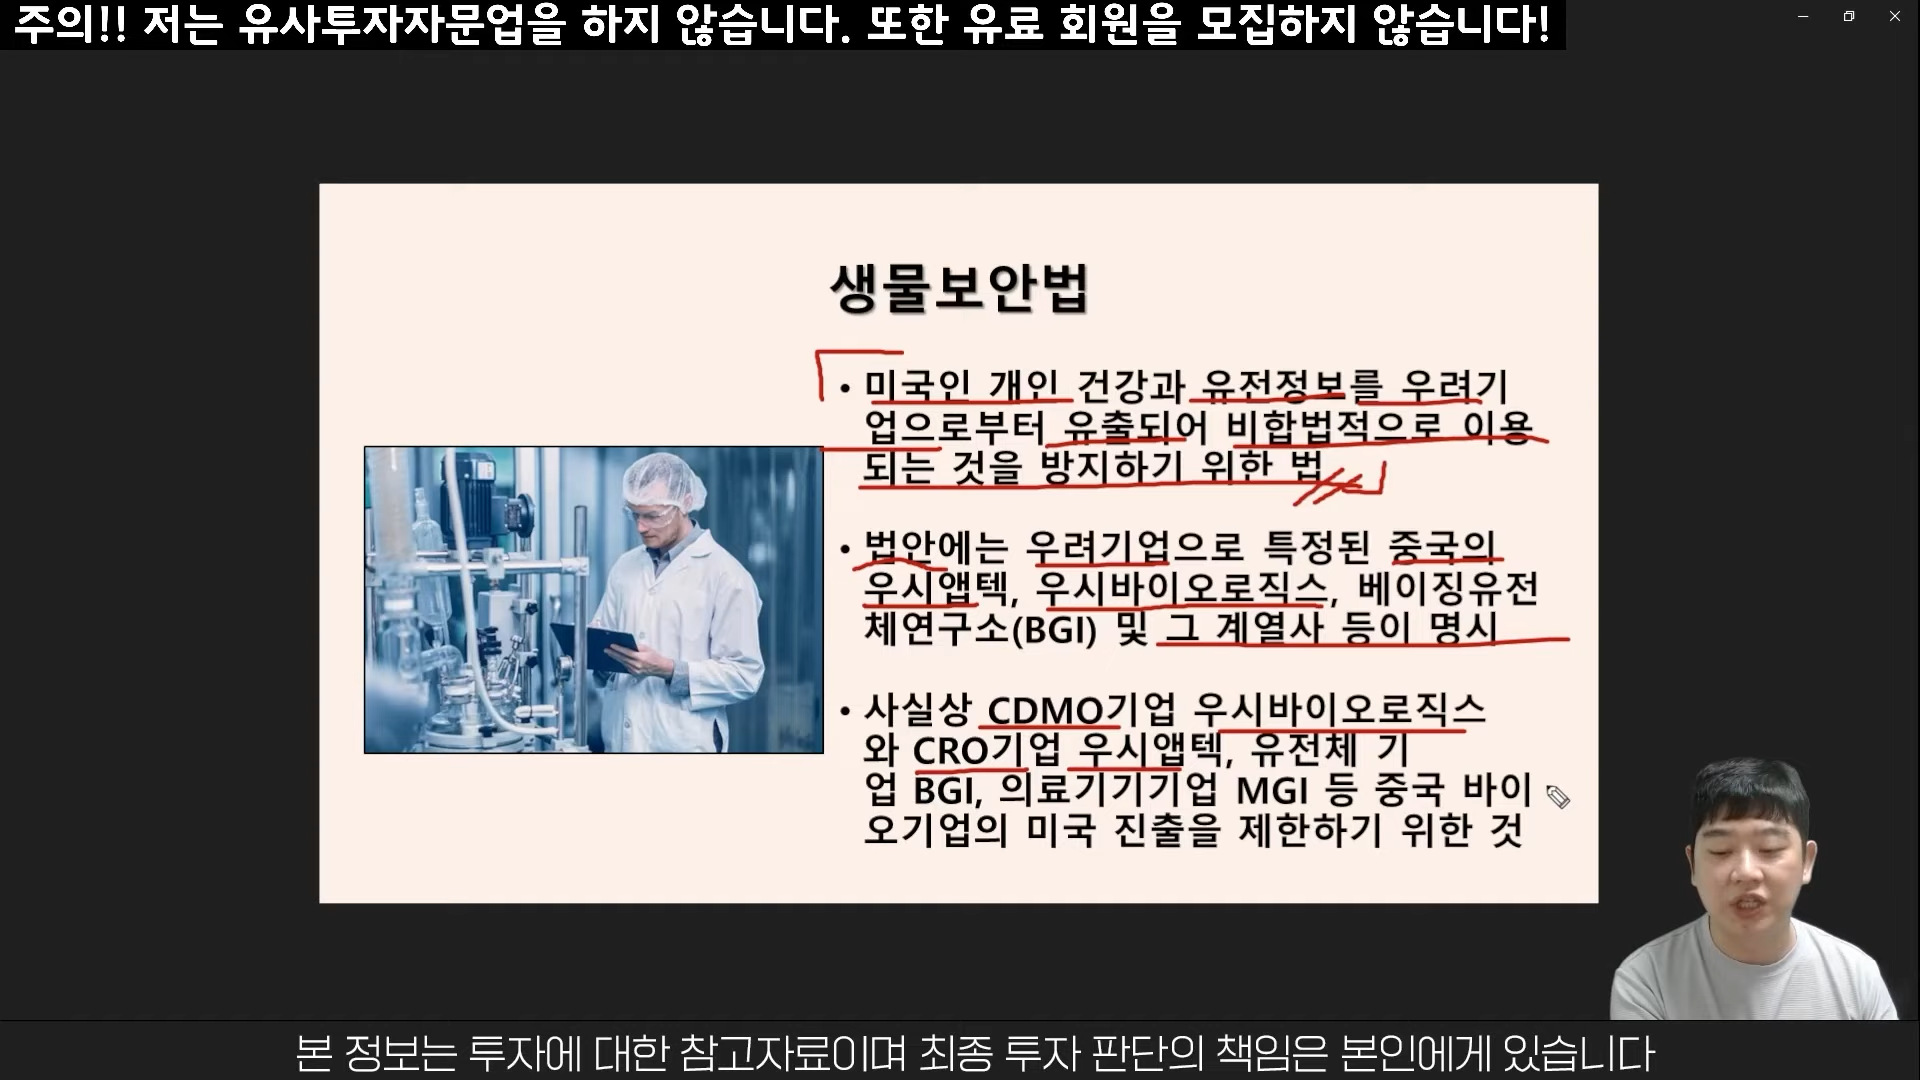 주의!! 저는 유사투자자문업을 하지 않습니다. 또한 유료 회원을 모집하지 않습니다!
생물보안법
• 미국인 개인 건강과 유전정보를 우려기
업으로부터 유출되어 비합법적으로 이용
되는 것을 방지하기 위한 법
• 법안에는 우려기업으로 특정된 중국의
우시앱텍, 우시바이오로직스, 베이징유전
체연구소(BGI) 및 그 계열사 등이 명시
• 사실상 CDMO기업 우시바이오로직스
와 CRO기업 우시앱텍, 유전체 기
업 BGI, 의료기기기업 MGI 등 중국 바이
오기업의 미국 진출을 제한하기 위한 것
본 정보는 투자에 대한 참고자료이며 최종 투자 판단의 책임은 본인에게 있습니다